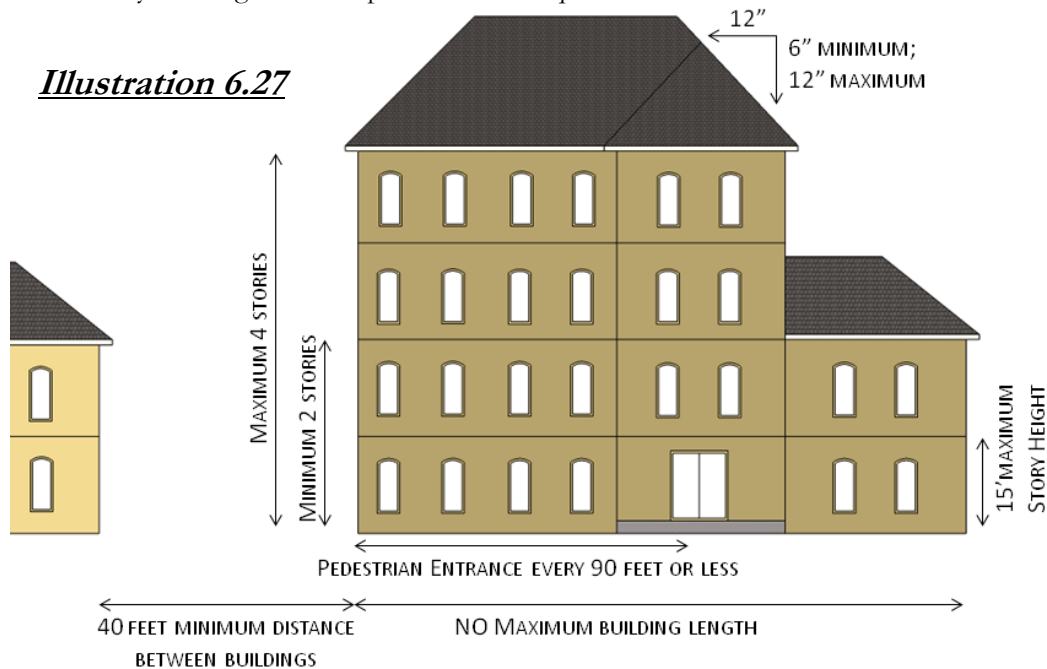 Illustration 6.27
12”
6” MINIMUM;
12” MAXIMUM
MAXIMUM 4 STORIES
MINIMUM 2 STORIES
15’MAXIMUM
STORY HEIGHT
PEDESTRIAN ENTRANCE EVERY 90 FEET OR LESS
40 FEET MINIMUM DISTANCE
BETWEEN BUILDINGS
NO MAXIMUM BUILDING LENGTH